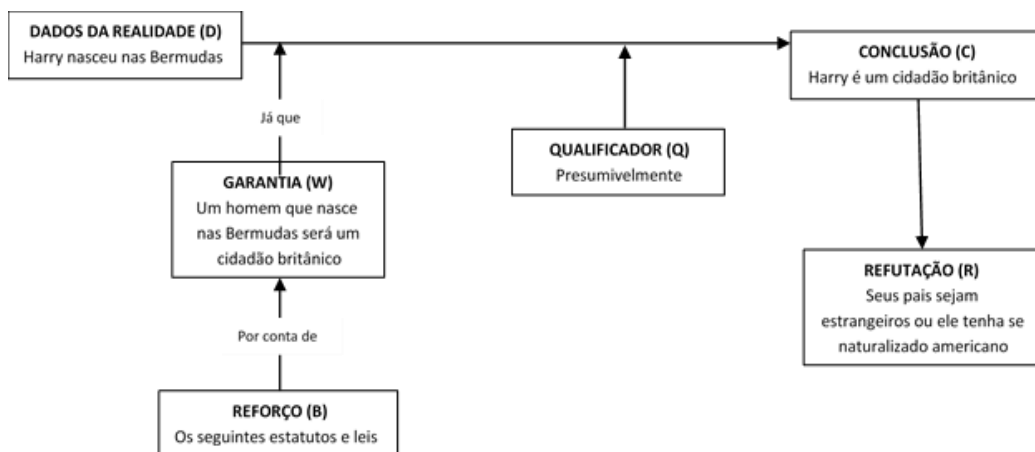 DADOS DA REALIDADE (D)
Harry nasceu nas Bermudas
CONCLUSÃO (C)
Harry é um cidadão britânico
Já que
QUALIFICADOR (Q)
Presumivelmente
GARANTIA (W)
Um homem que nasce
nas Bermudas será um
cidadão britânico
REFUTAÇÃO (R)
Seus pais sejam
estrangeiros ou ele tenha se
naturalizado americano
Por conta de
REFORÇO (B)
Os seguintes estatutos e leis